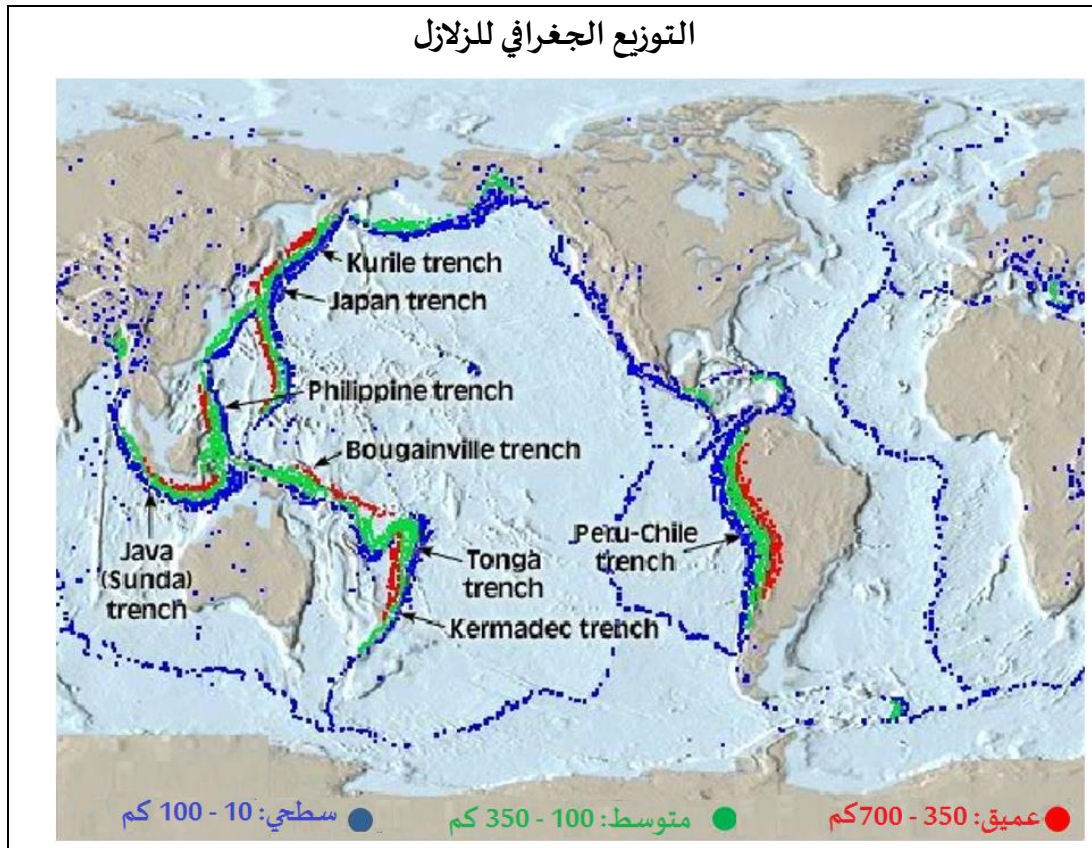 التوزيع الجغرافي للزلازل
Kurile trench
Japan trench
Philippine trench
Bougainville trench
Java
(Sunda)
trench
Tonga
trench
Kermadec trench
Peru-Chile
trench
عميق: 350 - 700كم
متوسط: 100 - 350 كم
سطحي: 10 - 100 كم